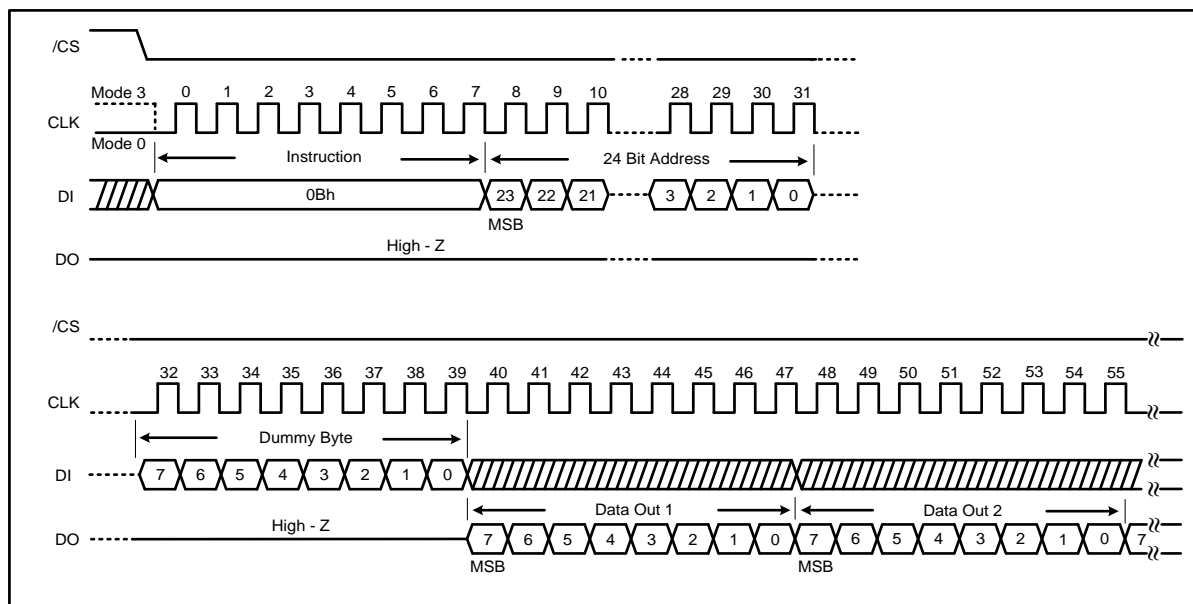 /CS
Mode 3 0 1 2 3 4 5 6 7 8 9 10 28 29 30 31
CLK
Mode 0
Instruction 24 Bit Address
DI 0Bh 23 22 21 3 2 1 0
MSB
High - Z
DO
/CS
32 33 34 35 36 37 38 39 40 41 42 43 44 45 46 47 48 49 50 51 52 53 54 55
CLK
Dummy Byte
DI 7 6 5 4 3 2 1 0
High - Z Data Out 1 Data Out 2
DO 7 6 5 4 3 2 1 0 7 6 5 4 3 2 1 0 7
MSB MSB